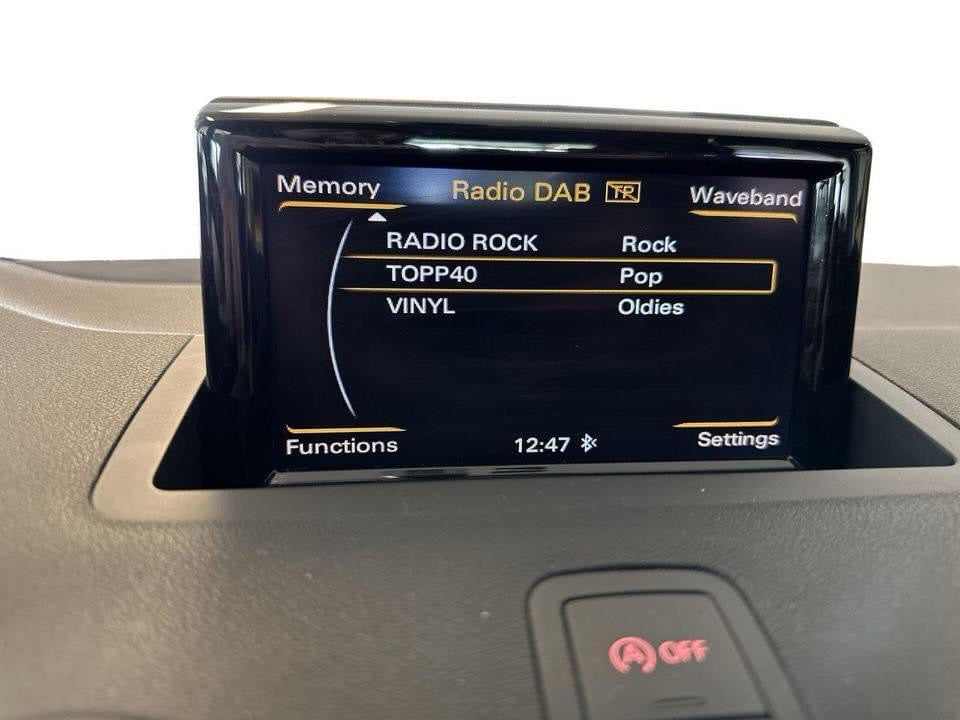 Memory Radio DAB TP Waveband
RADIO ROCK Rock
TOPP40 Pop
VINYL Oldies
Functions 12:47 Settings
A OFF